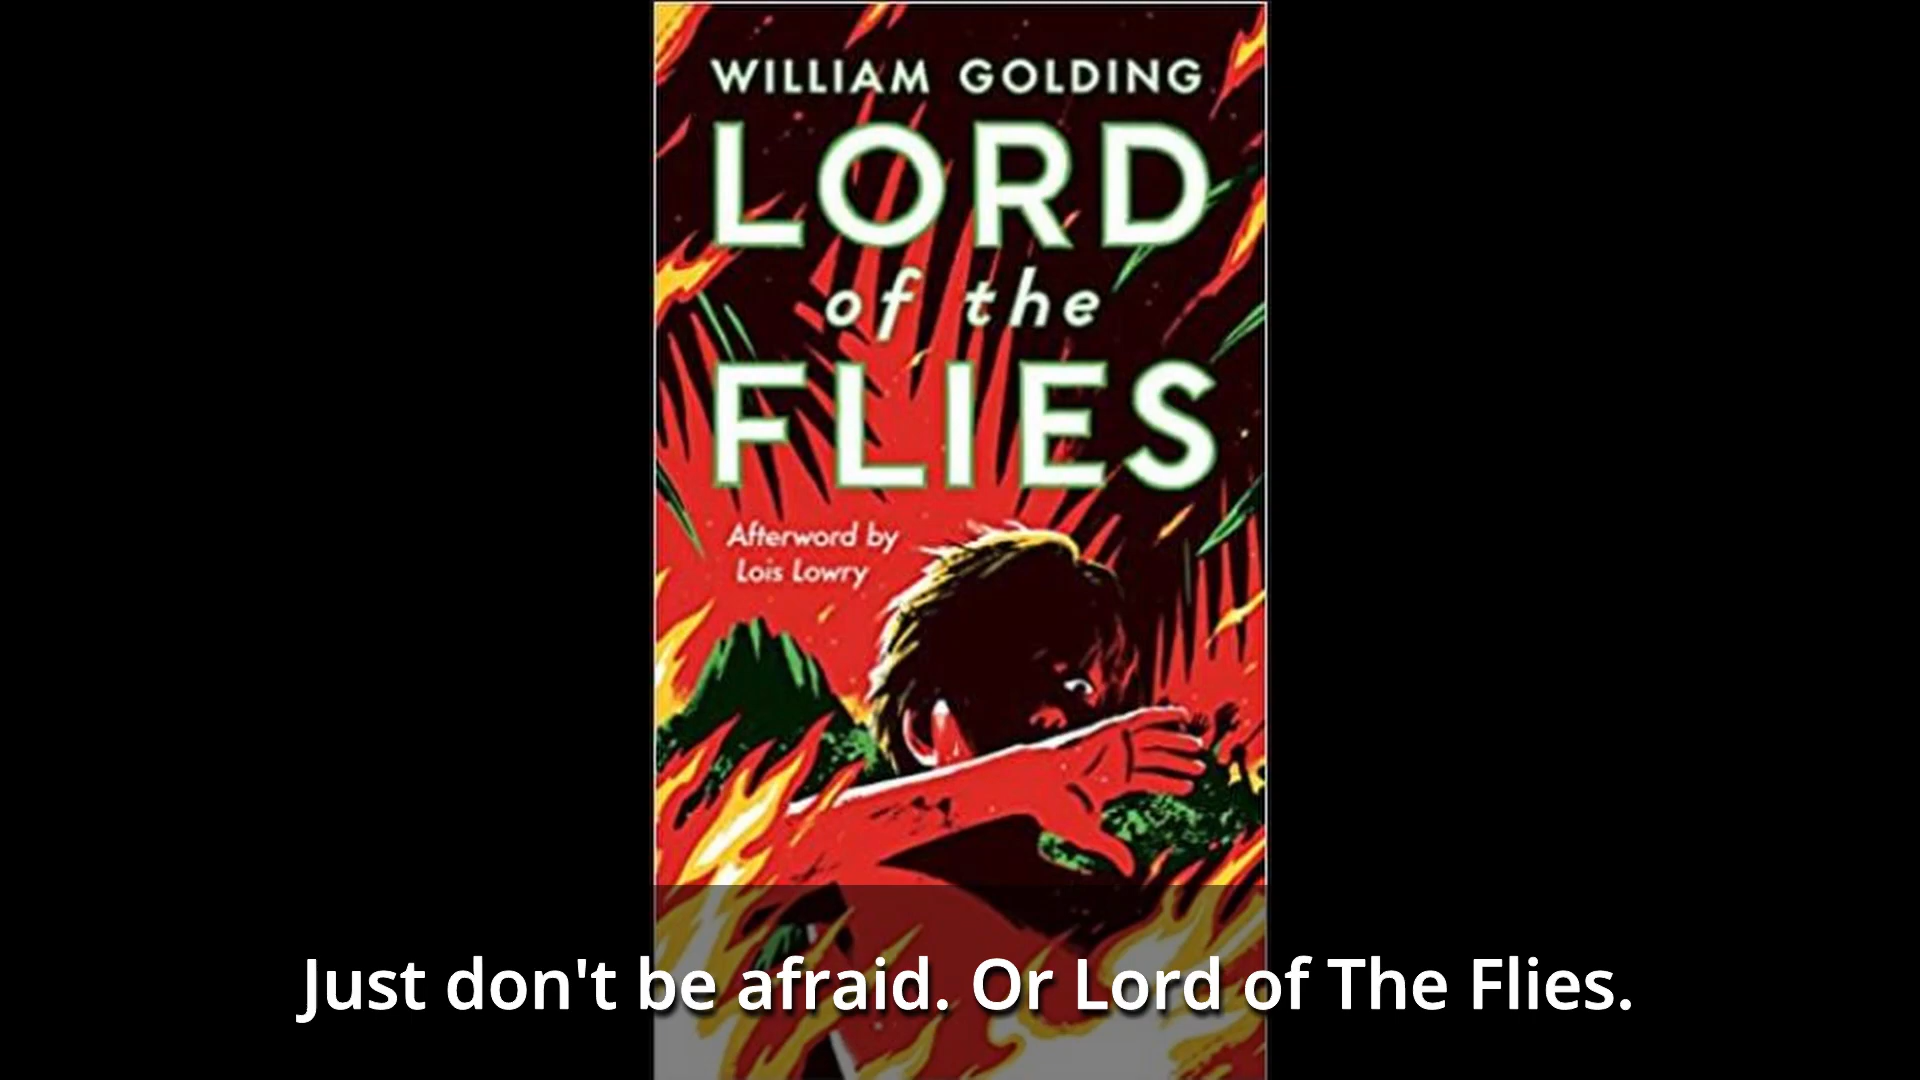 WILLIAM GOLDING
LORD
of the
FLIES
Afterword by
Lois Lowry
Just don't be afraid. Or Lord of The Flies.